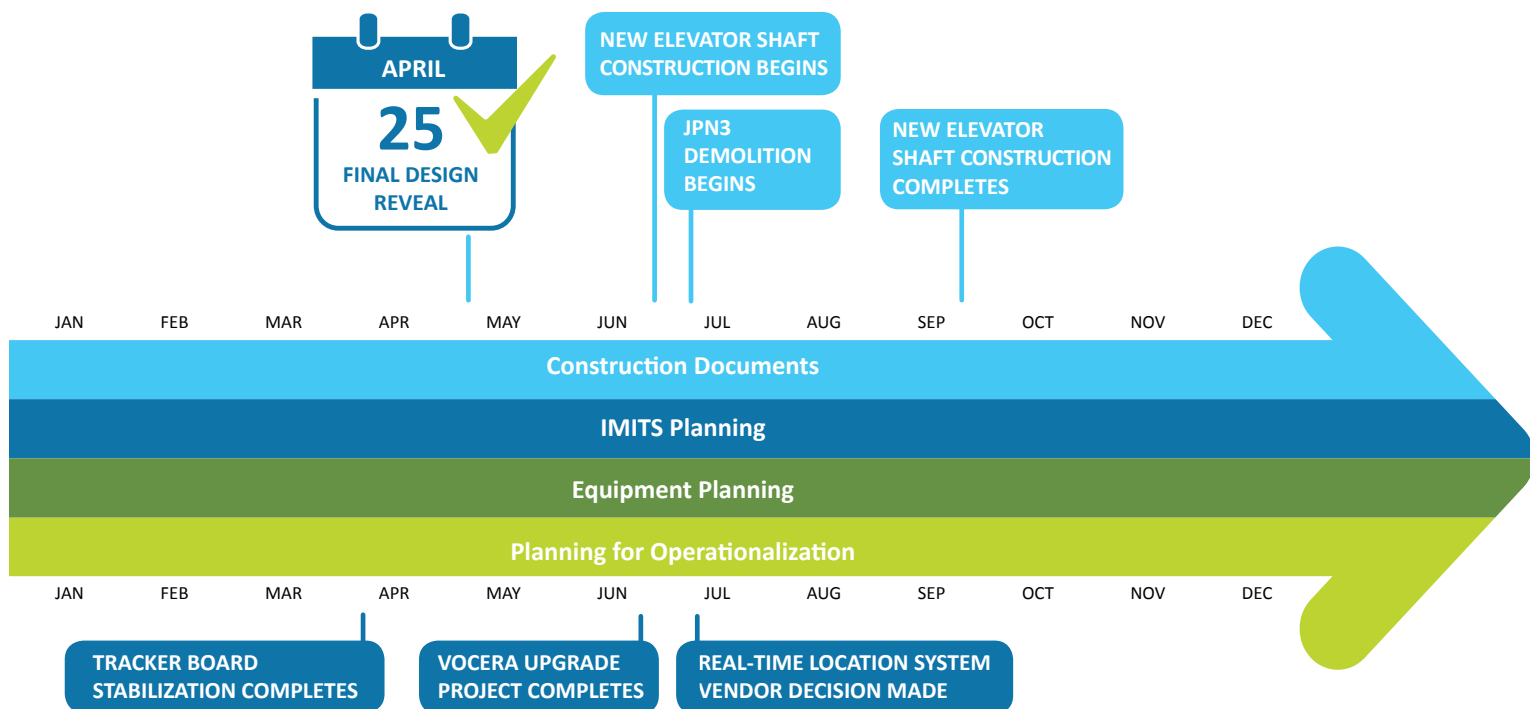 APRIL
25
FINAL DESIGN
REVEAL
NEW ELEVATOR SHAFT
CONSTRUCTION BEGINS
JPN3
DEMOLITION
BEGINS
NEW ELEVATOR
SHAFT CONSTRUCTION
COMPLETES
JAN FEB MAR APR MAY JUN JUL AUG SEP OCT NOV DEC
Construction Documents
IMITS Planning
Equipment Planning
Planning for Operationalization
JAN FEB MAR APR MAY JUN JUL AUG SEP OCT NOV DEC
TRACKER BOARD
STABILIZATION COMPLETES
VOCERA UPGRADE
PROJECT COMPLETES
REAL-TIME LOCATION SYSTEM
VENDOR DECISION MADE